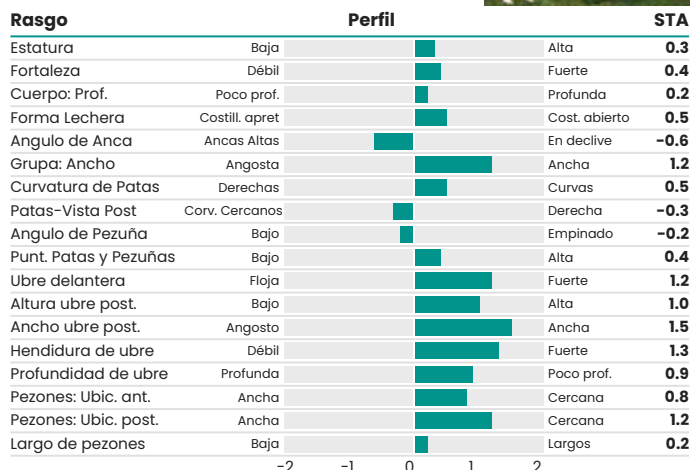 Rasgo Perfil STA
Estatura Baja Alta 0.3
Fortaleza Débil Fuerte 0.4
Cuerpo: Prof. Poco prof. Profunda 0.2
Forma Lechera Costill. apret Cost. abierto 0.5
Angulo de Anca Ancas Altas En declive -0.6
Grupa: Ancho Angosta Ancha 1.2
Curvatura de Patas Derechas Curvas 0.5
Patas-Vista Post Corv. Cercanos Derecha -0.3
Angulo de Pezuña Bajo Empinado -0.2
Punt. Patas y Pezuñas Bajo Alta 0.4
Ubre delantera Floja Fuerte 1.2
Altura ubre post. Bajo Alta 1.0
Ancho ubre post. Angosto Ancha 1.5
Hendidura de ubre Débil Fuerte 1.3
Profundidad de ubre Profunda Poco prof. 0.9
Pezones: Ubic. ant. Ancha Cercana 0.8
Pezones: Ubic. post. Ancha Cercana 1.2
Largo de pezones Baja Largos 0.2
-2 -1 0 1 2